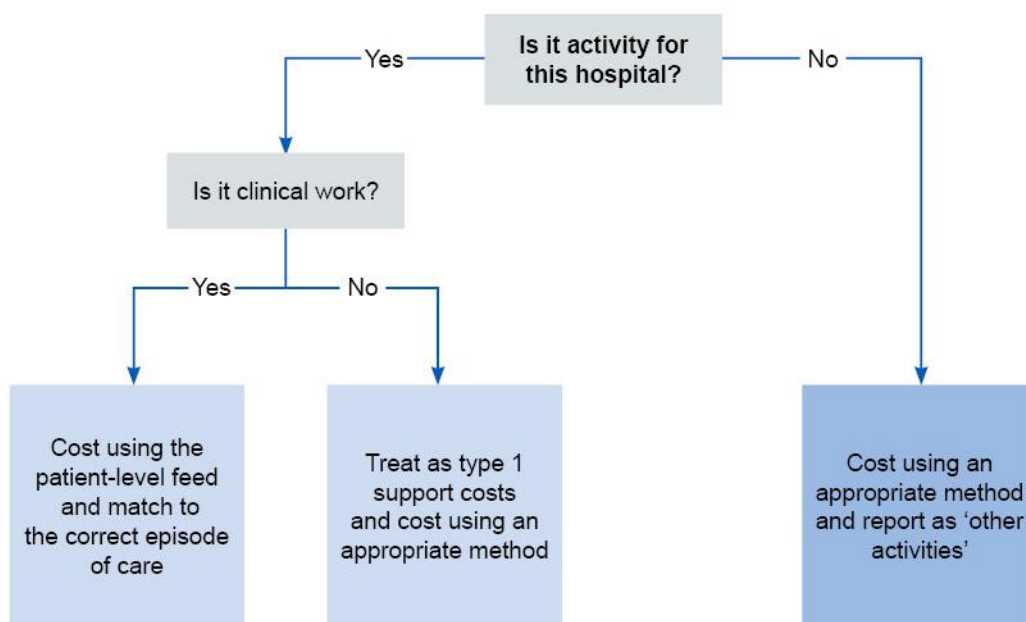 Is it activity for
this hospital?
Yes
No
Is it clinical work?
Yes
No
Cost using the
patient-level feed
and match to
the correct episode
of care
Treat as type 1
support costs
and cost using an
appropriate method
Cost using an
appropriate method
and report as ‘other
activities’